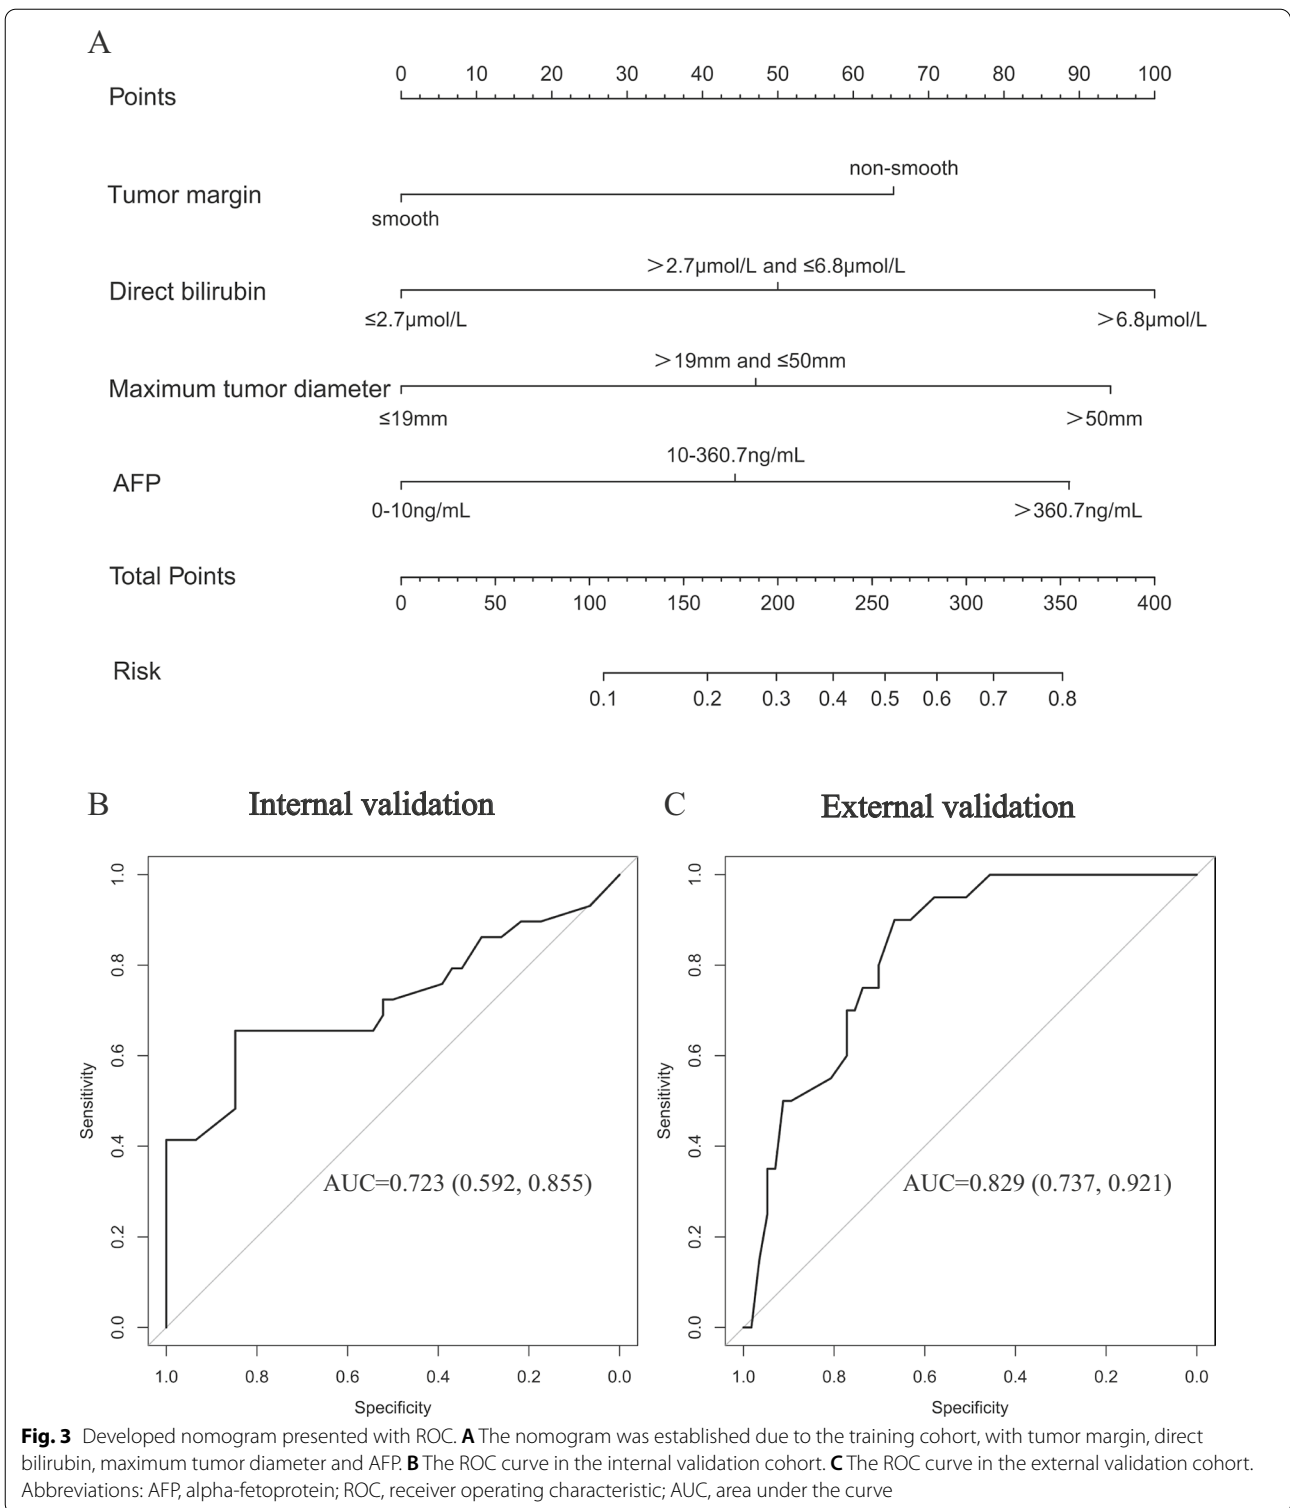 A
0 10 20 30 40 50 60 70 80 90 100
Points
non-smooth
Tumor margin
smooth
>2.7μmol/L and ≤6.8μmol/L
Direct bilirubin
≤2.7μmol/L >6.8μmol/L
>19mm and ≤50mm
Maximum tumor diameter
≤19mm >50mm
10-360.7ng/mL
AFP
0-10ng/mL >360.7ng/mL
Total Points
0 50 100 150 200 250 300 350 400
Risk
0.1 0.2 0.3 0.4 0.5 0.6 0.7 0.8
B Internal validation
1.0
0.8
0.6
0.4
0.2
0.0
Sensitivity
AUC=0.723 (0.592, 0.855)
1.0 0.8 0.6 0.4 0.2 0.0
Specificity
C External validation
1.0
0.8
0.6
0.4
0.2
0.0
Sensitivity
AUC=0.829 (0.737, 0.921)
1.0 0.8 0.6 0.4 0.2 0.0
Specificity
Fig. 3 Developed nomogram presented with ROC. A The nomogram was established due to the training cohort, with tumor margin, direct
bilirubin, maximum tumor diameter and AFP. B The ROC curve in the internal validation cohort. C The ROC curve in the external validation cohort.
Abbreviations: AFP, alpha-fetoprotein; ROC, receiver operating characteristic; AUC, area under the curve